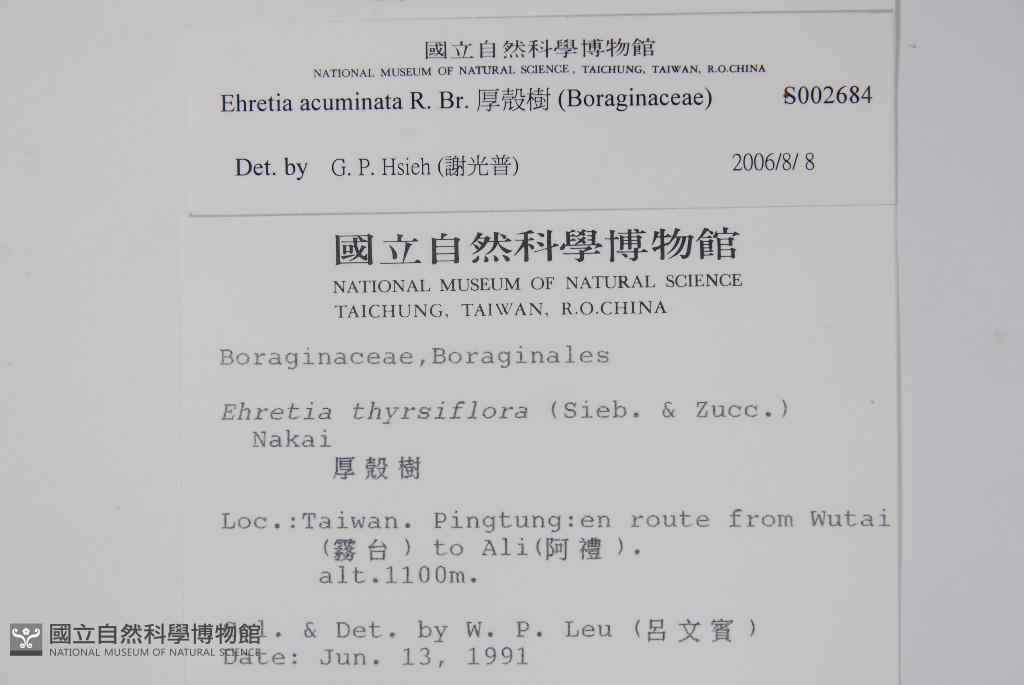 國立自然科學博物館
NATIONAL MUSEUM OF NATURAL SCIENCE, TAICHUNG, TAIWAN, R.O.CHINA
Ehretia acuminata R. Br. 厚殼樹 (Boraginaceae) S002684
Det. by G. P. Hsieh (謝光普) 2006/8/ 8
國立自然科學博物館
NATIONAL MUSEUM OF NATURAL SCIENCE
TAICHUNG, TAIWAN, R.O.CHINA
Boraginaceae,Boraginales
Ehretia thyrsiflora (Sieb. & Zucc.)
Nakai
厚殼樹
Loc.:Taiwan. Pingtung:en route from Wutai
(霧台) to Ali(阿禮).
alt.1100m.
& Det. by W. P. Leu (呂文賓)
Date: Jun. 13, 1991
國立自然科學博物館
NATIONAL MUSEUM OF NATURAL SCIENCE